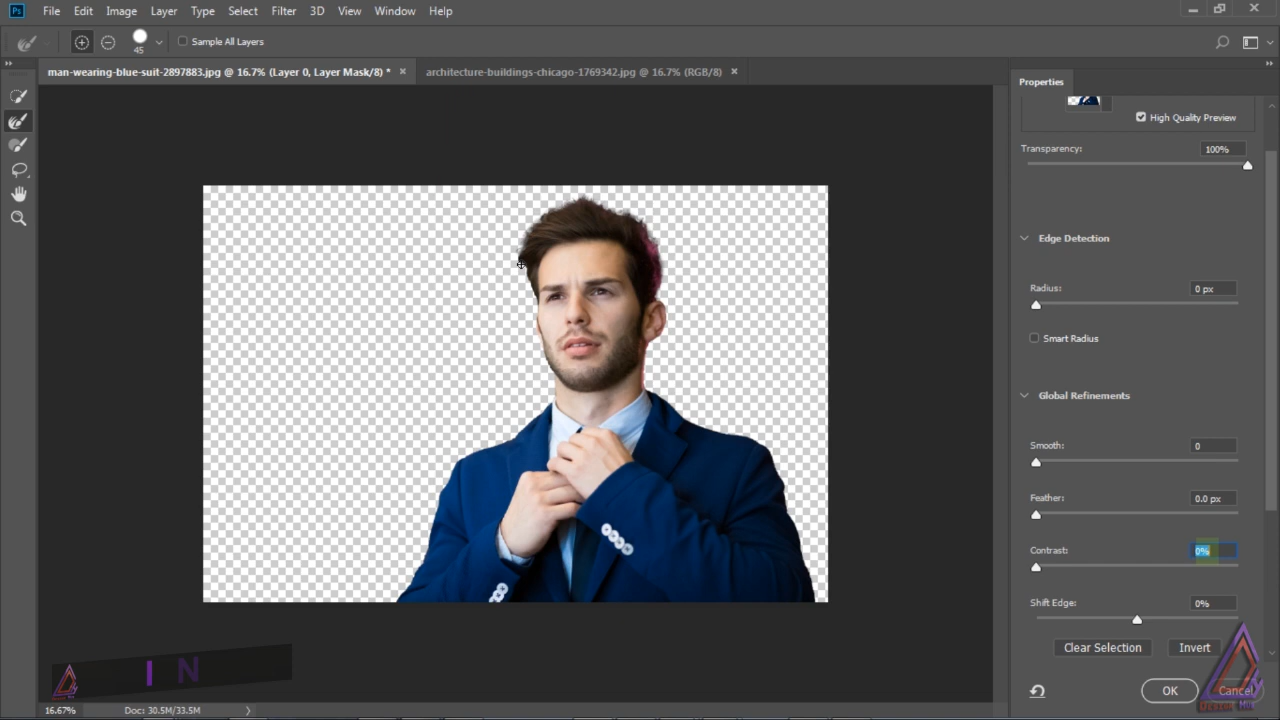 Ps File Edit Image Layer Type Select Filter 3D View Window Help
45 Sample All Layers
man-wearing-blue-suit-2897883.jpg @ 16.7% (Layer 0, Layer Mask/8) * × architecture-buildings-chicago-1769342.jpg @ 16.7% (RGB/8) ×
Properties
High Quality Preview
Transparency: 100%
Edge Detection
Radius: 0 px
Smart Radius
Global Refinements
Smooth: 0
Feather: 0.0 px
Contrast: 0%
Shift Edge: 0%
Clear Selection Invert
OK Cancel
I N
16.67% Doc: 30.5M/33.5M